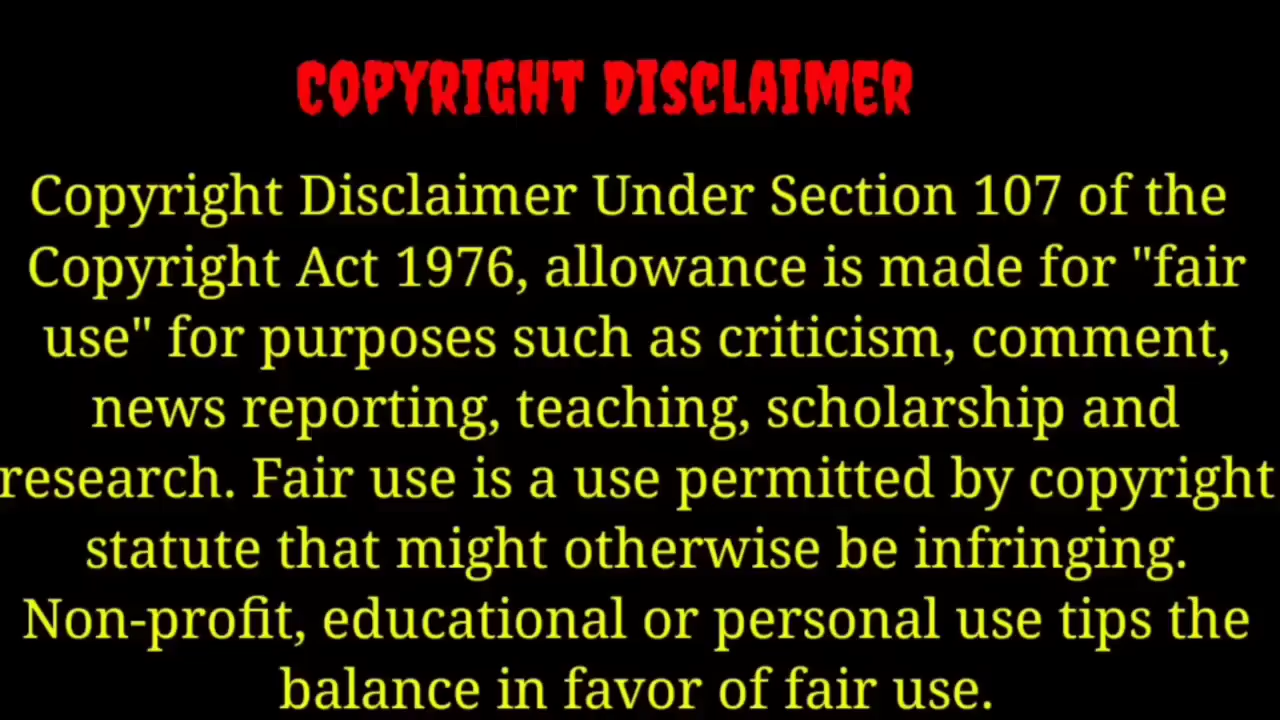 COPYRIGHT DISCLAIMER
Copyright Disclaimer Under Section 107 of the
Copyright Act 1976, allowance is made for "fair
use" for purposes such as criticism, comment,
news reporting, teaching, scholarship and
research. Fair use is a use permitted by copyright
statute that might otherwise be infringing.
Non-profit, educational or personal use tips the
balance in favor of fair use.